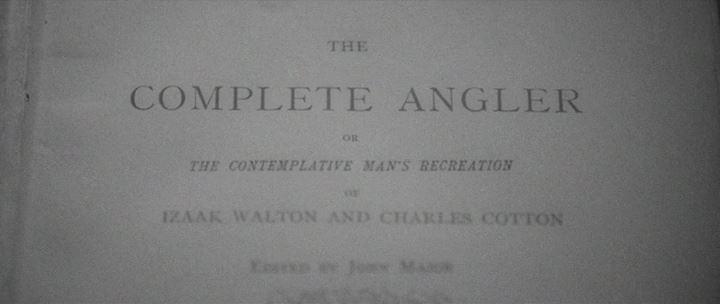 THE
COMPLETE ANGLER
OR
THE CONTEMPLATIVE MAN'S RECREATION
OF
IZAAK WALTON AND CHARLES COTTON
EDITED BY JOHN MAJOR